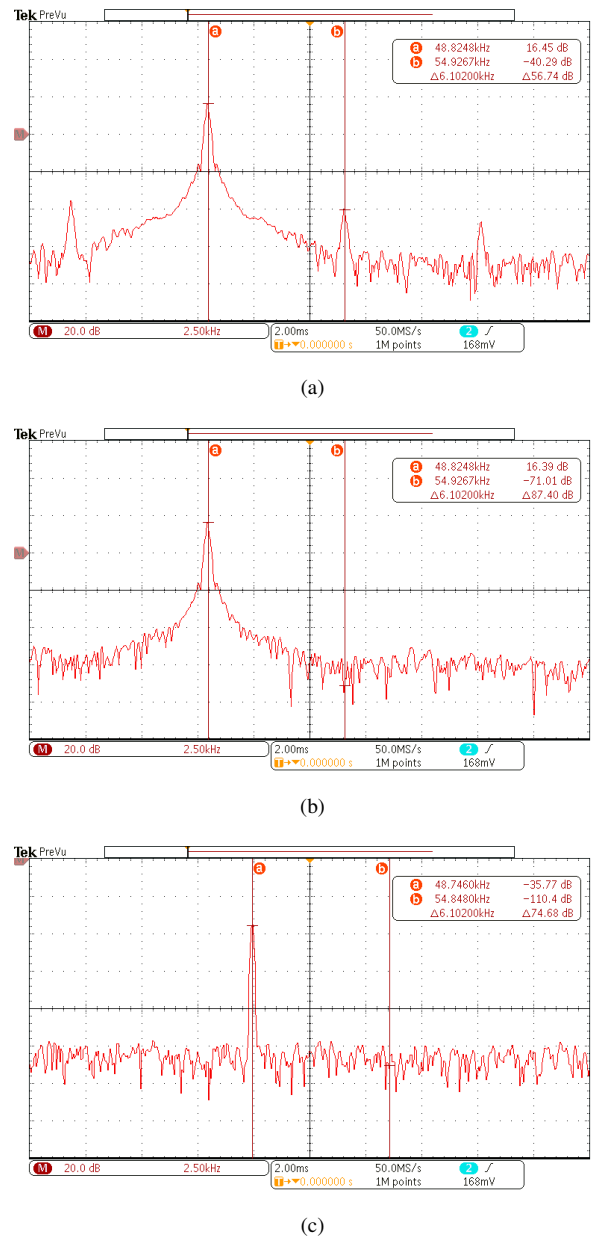 Tek PreVu
a b
a 48.8248kHz 16.45 dB
b 54.9267kHz −40.29 dB
Δ6.10200kHz Δ56.74 dB
M
M 20.0 dB 2.50kHz 2.00ms 50.0MS/s 2
T→▼0.000000 s 1M points 168mV
(a)
Tek PreVu
a b
a 48.8248kHz 16.39 dB
b 54.9267kHz −71.01 dB
Δ6.10200kHz Δ87.40 dB
M
M 20.0 dB 2.50kHz 2.00ms 50.0MS/s 2
T→▼0.000000 s 1M points 168mV
(b)
Tek PreVu
a b
a 48.7460kHz −35.77 dB
b 54.8480kHz −110.4 dB
Δ6.10200kHz Δ74.68 dB
M 20.0 dB 2.50kHz 2.00ms 50.0MS/s 2
T→▼0.000000 s 1M points 168mV
(c)